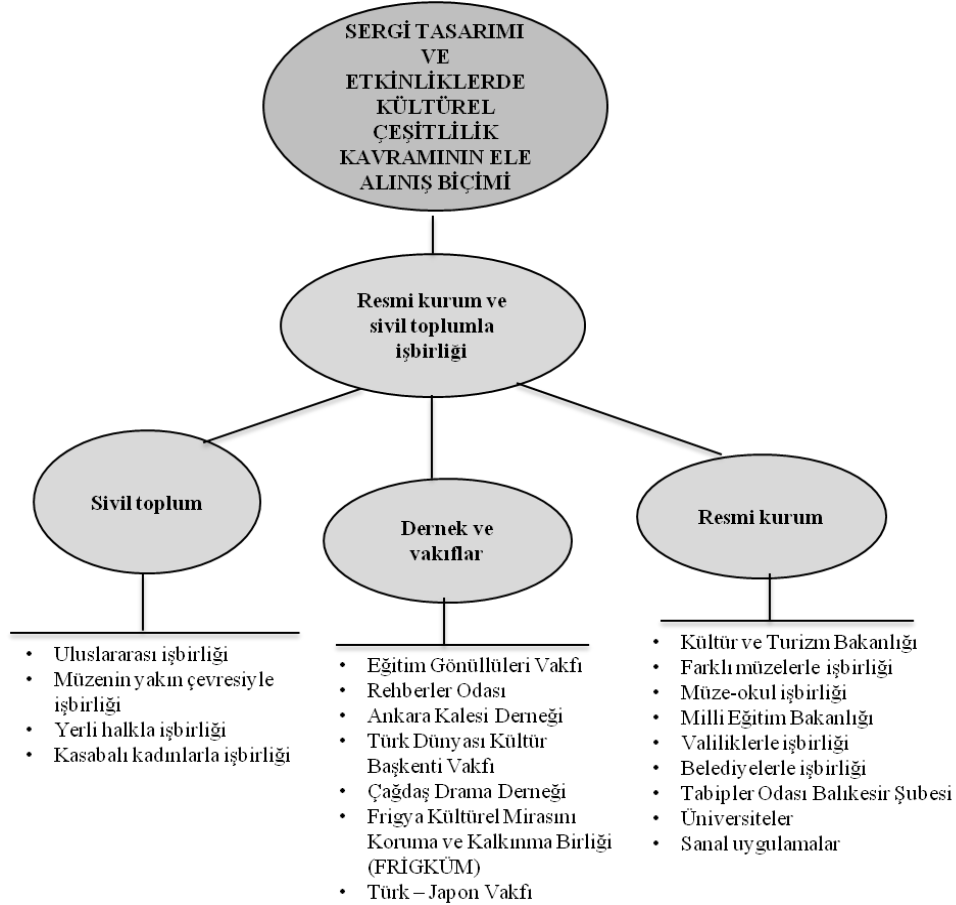 SERGİ TASARIMI
VE
ETKİNLİKLERDE
KÜLTÜREL
ÇEŞİTLİLİK
KAVRAMININ ELE
ALINIŞ BİÇİMİ
Resmi kurum ve
sivil toplumla
işbirliği
Sivil toplum
• Uluslararası işbirliği
• Müzenin yakın çevresiyle
işbirliği
• Yerli halkla işbirliği
• Kasabalı kadınlarla işbirliği
Dernek ve
vakıflar
• Eğitim Gönüllüleri Vakfı
• Rehberler Odası
• Ankara Kalesi Derneği
• Türk Dünyası Kültür
Başkenti Vakfı
• Çağdaş Drama Derneği
• Frigya Kültürel Mirasını
Koruma ve Kalkınma Birliği
(FRİGKÜM)
• Türk – Japon Vakfı
Resmi kurum
• Kültür ve Turizm Bakanlığı
• Farklı müzelerle işbirliği
• Müze-okul işbirliği
• Milli Eğitim Bakanlığı
• Valiliklerle işbirliği
• Belediyelerle işbirliği
• Tabipler Odası Balıkesir Şubesi
• Üniversiteler
• Sanal uygulamalar